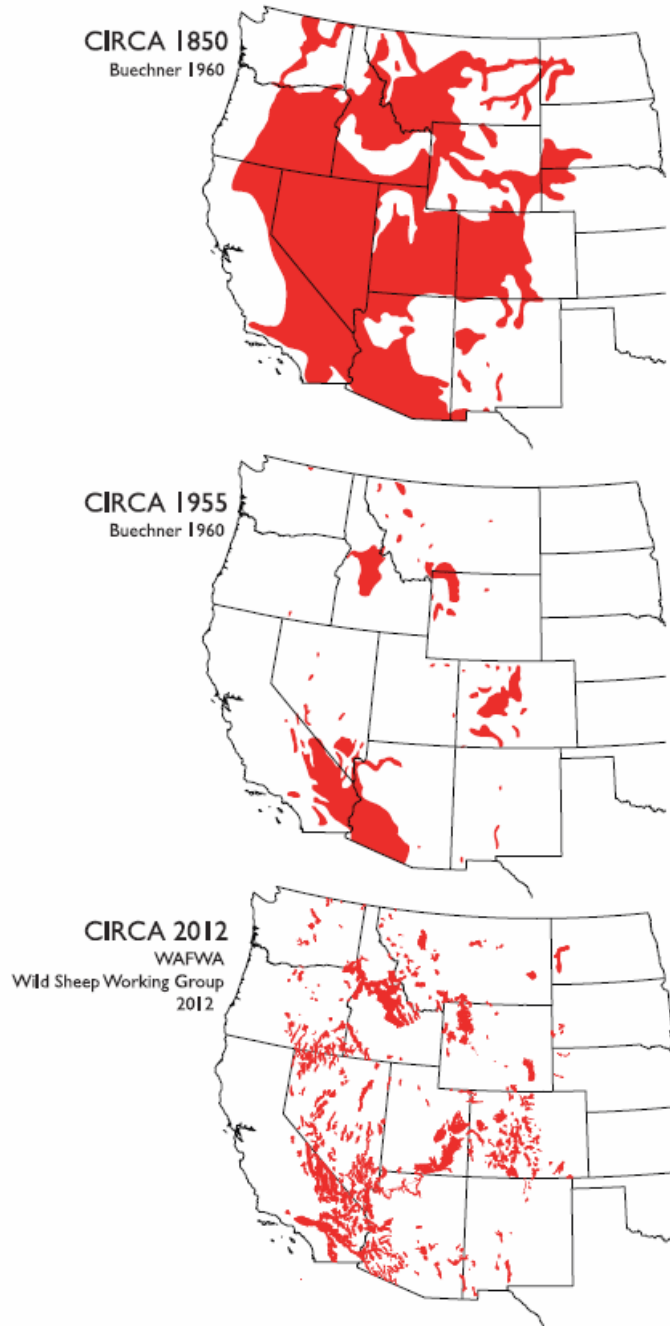 CIRCA 1850
Buechner 1960
CIRCA 1955
Buechner 1960
CIRCA 2012
WAFWA
Wild Sheep Working Group
2012